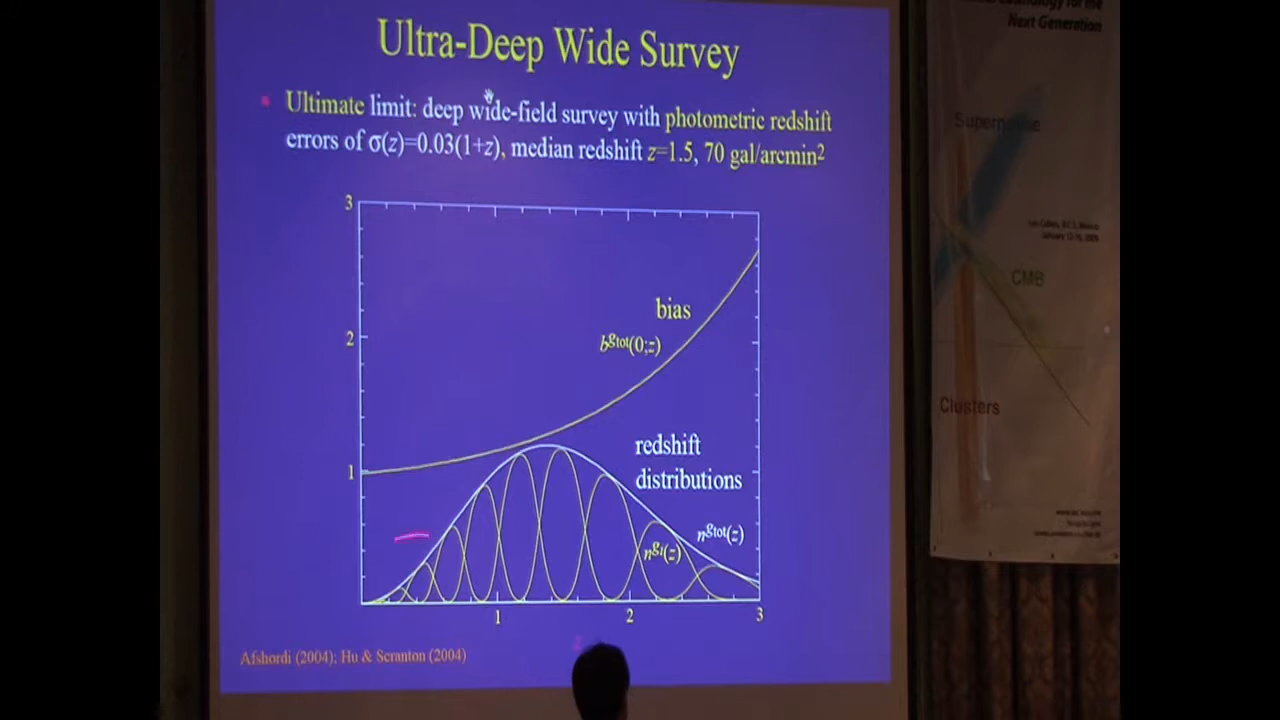 Ultra-Deep Wide Survey
Ultimate limit: deep wide-field survey with photometric redshift
errors of σ(z)=0.03(1+z), median redshift z=1.5, 70 gal/arcmin²
3
bias
b^gtot(0;z)
2
redshift
distributions
1
n^gtot(z)
n^gi(z)
1 2 3
z
Afshordi (2004); Hu & Scranton (2004)
for the
Next Generation
Supernovae
CMB
Clusters